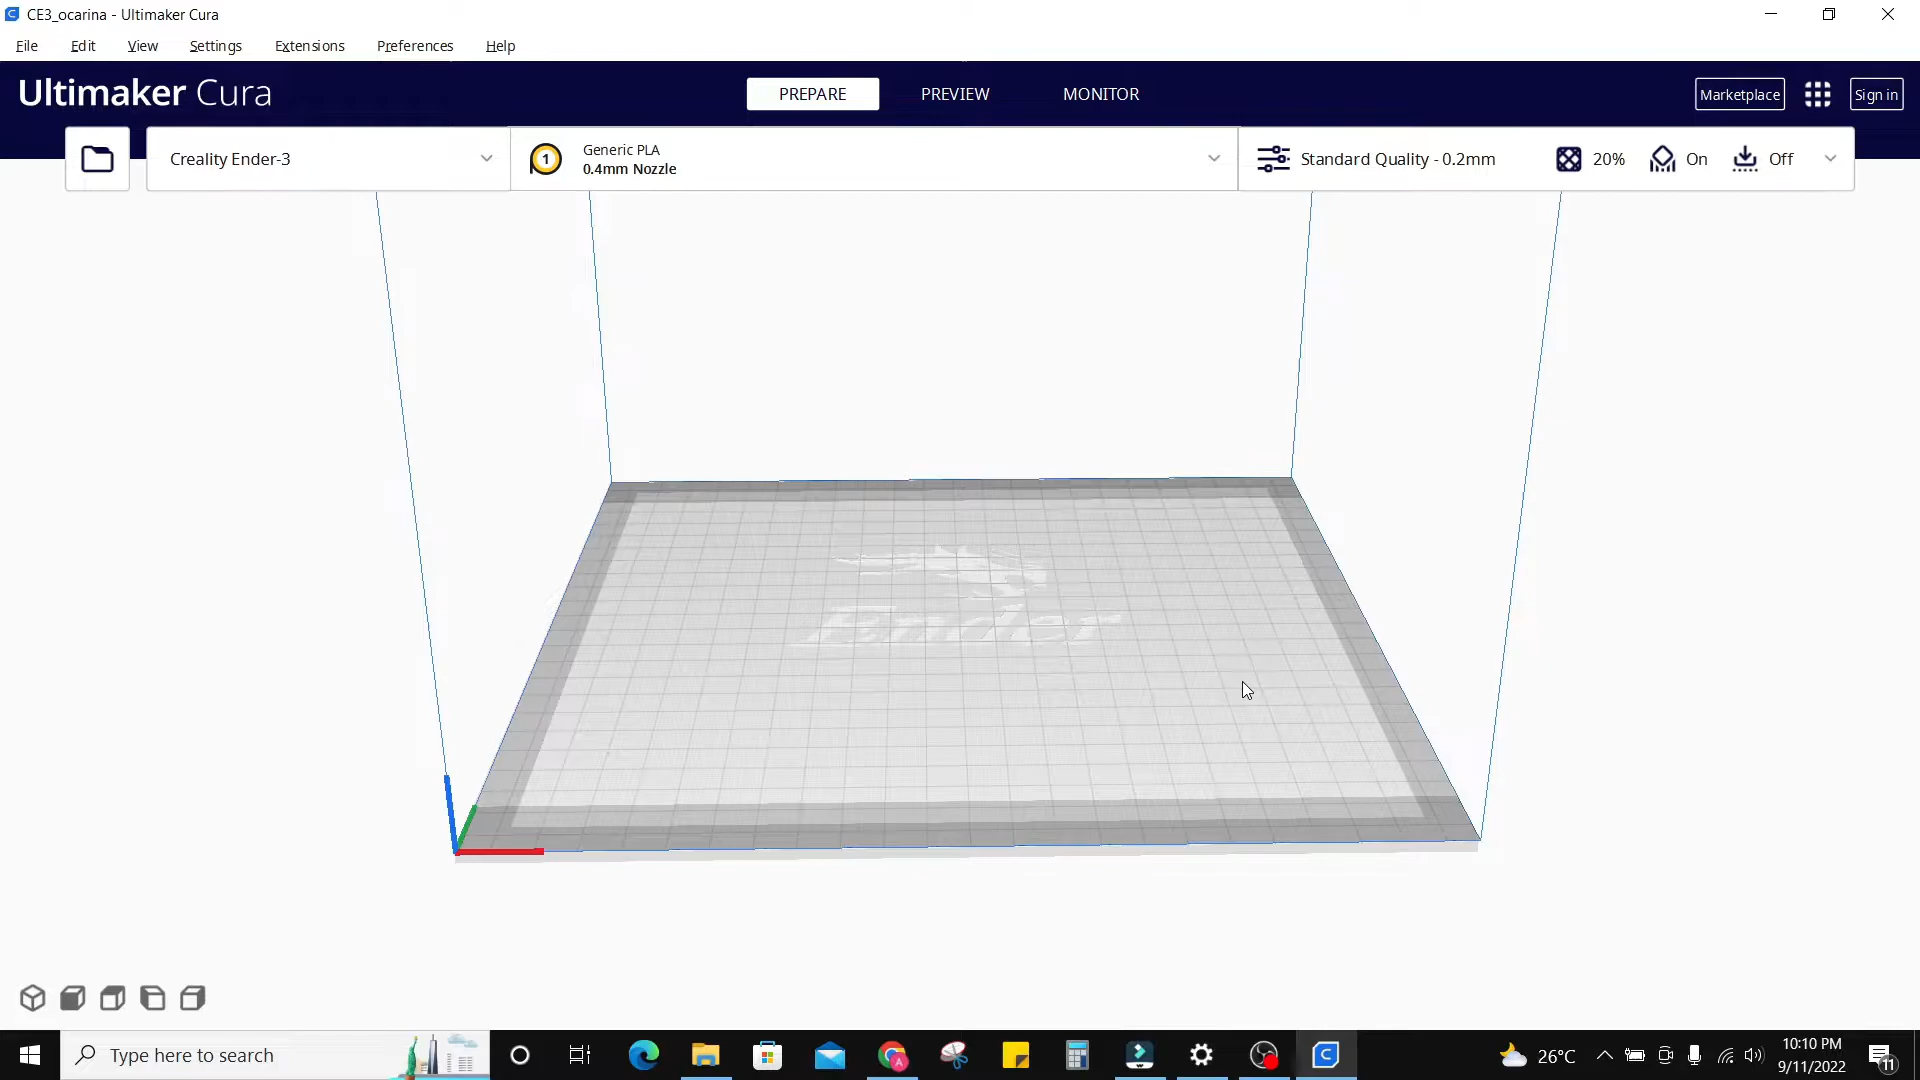 CE3_ocarina - Ultimaker Cura
File Edit View Settings Extensions Preferences Help
Ultimaker Cura
PREPARE PREVIEW MONITOR
Marketplace Sign in
Creality Ender-3
1 Generic PLA
0.4mm Nozzle
Standard Quality - 0.2mm 20% On Off
Ender
Type here to search
26°C
10:10 PM
9/11/2022
11